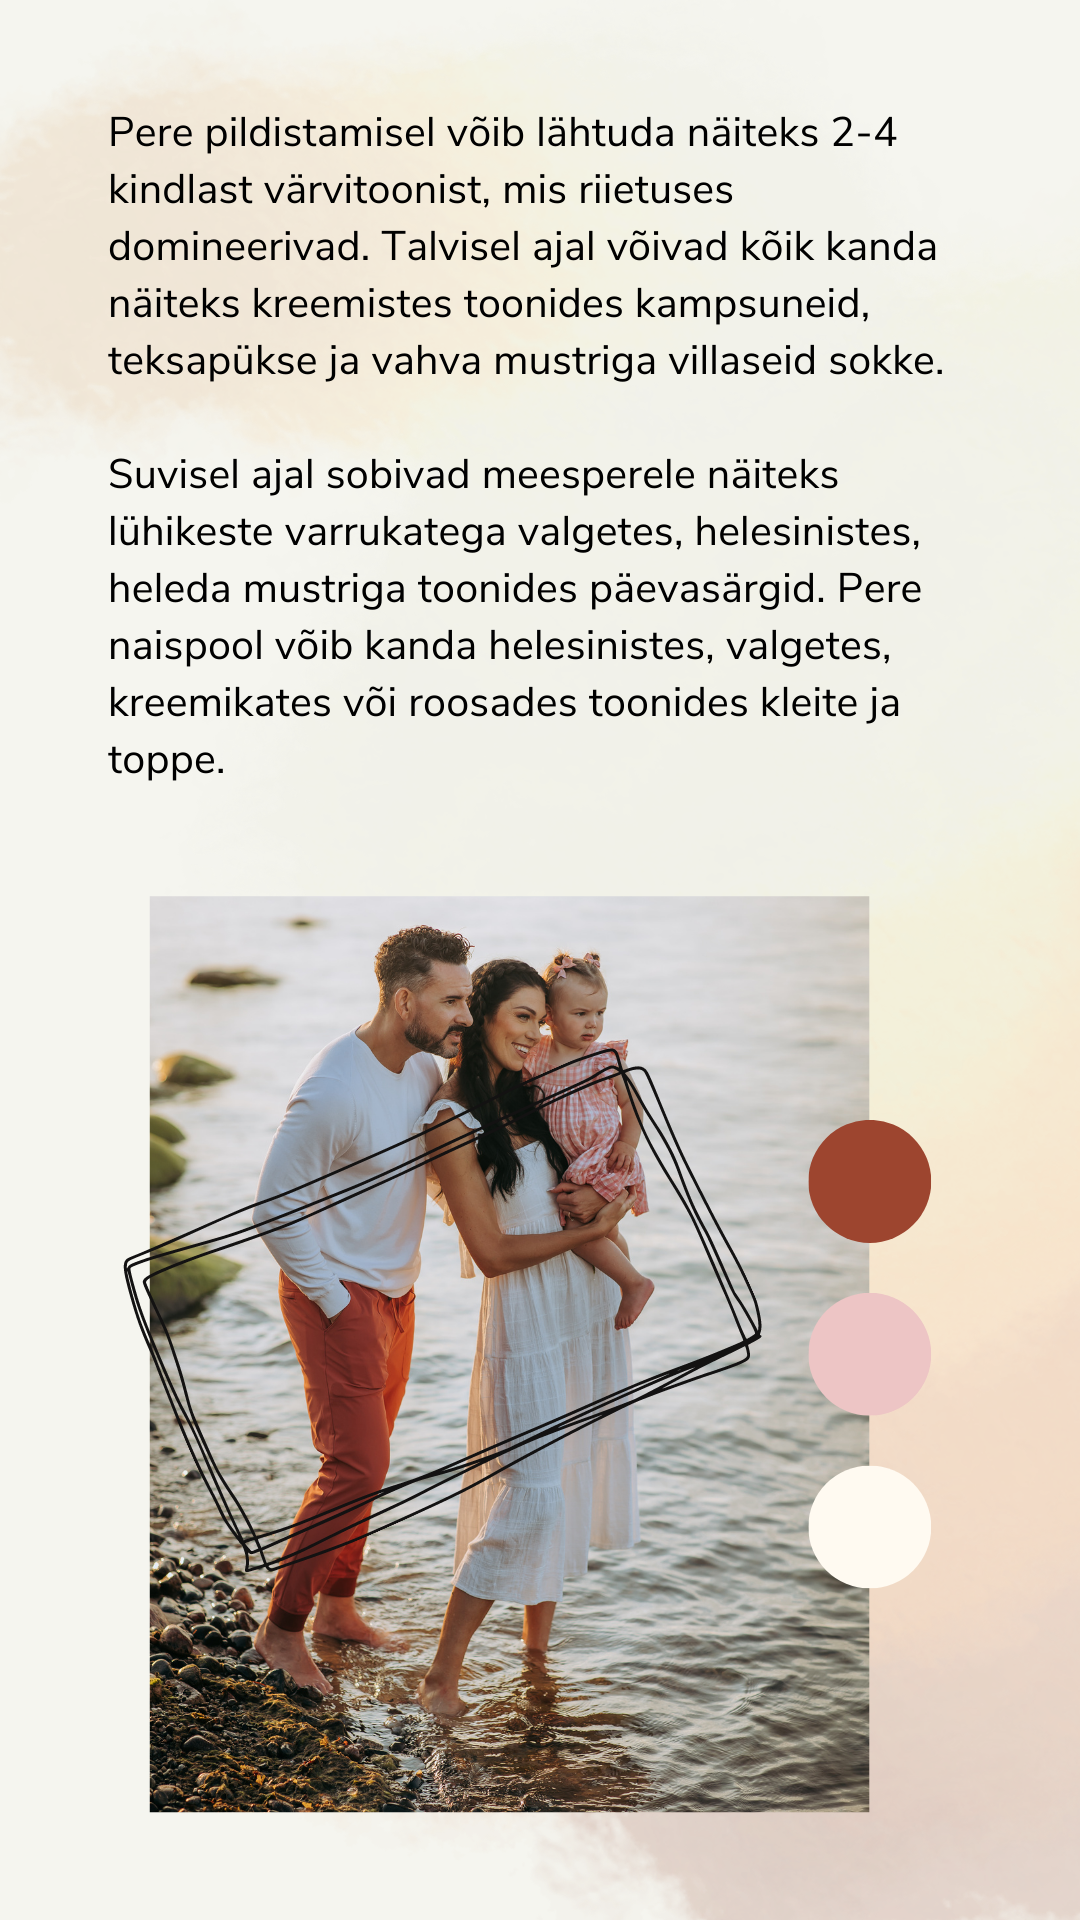 Pere pildistamisel võib lähtuda näiteks 2-4
kindlast värvitoonist, mis riietuses
domineerivad. Talvisel ajal võivad kõik kanda
näiteks kreemistes toonides kampsuneid,
teksapükse ja vahva mustriga villaseid sokke.
Suvisel ajal sobivad meesperele näiteks
lühikeste varrukatega valgetes, helesinistes,
heleda mustriga toonides päevasärgid. Pere
naispool võib kanda helesinistes, valgetes,
kreemikates või roosades toonides kleite ja
toppe.